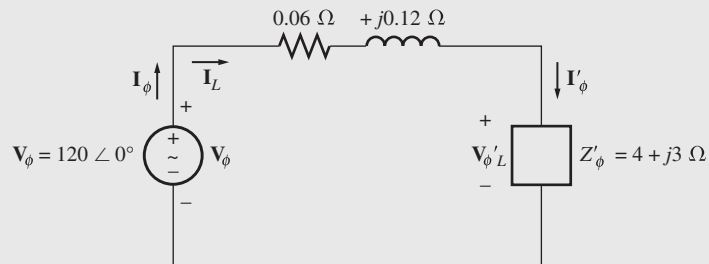 0.06 Ω +j0.12 Ω
I_ϕ I_L I'_ϕ
+ +
V_ϕ = 120 ∠ 0° + ~ − V_ϕ V_ϕ'_L Z'_ϕ = 4 + j3 Ω
− −